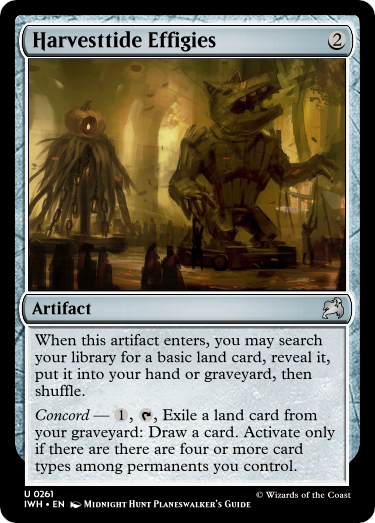 Harvesttide Effigies 2
Artifact
When this artifact enters, you may search
your library for a basic land card, reveal it,
put it into your hand or graveyard, then
shuffle.
Concord — 1, , Exile a land card from
your graveyard: Draw a card. Activate only
if there are there are four or more card
types among permanents you control.
U 0261
IWH • EN Midnight Hunt Planeswalker's Guide
© Wizards of the Coast